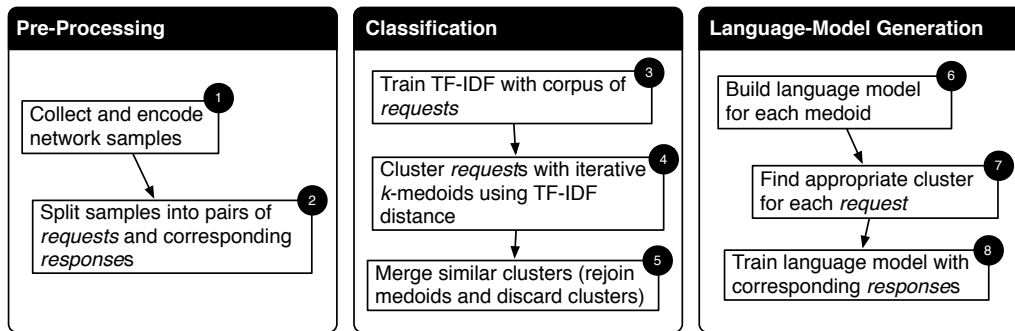 Pre-Processing
1
Collect and encode
network samples
2
Split samples into pairs of
requests and corresponding
responses
Classification
3
Train TF-IDF with corpus of
requests
4
Cluster requests with iterative
k-medoids using TF-IDF
distance
5
Merge similar clusters (rejoin
medoids and discard clusters)
Language-Model Generation
6
Build language model
for each medoid
7
Find appropriate cluster
for each request
8
Train language model with
corresponding responses